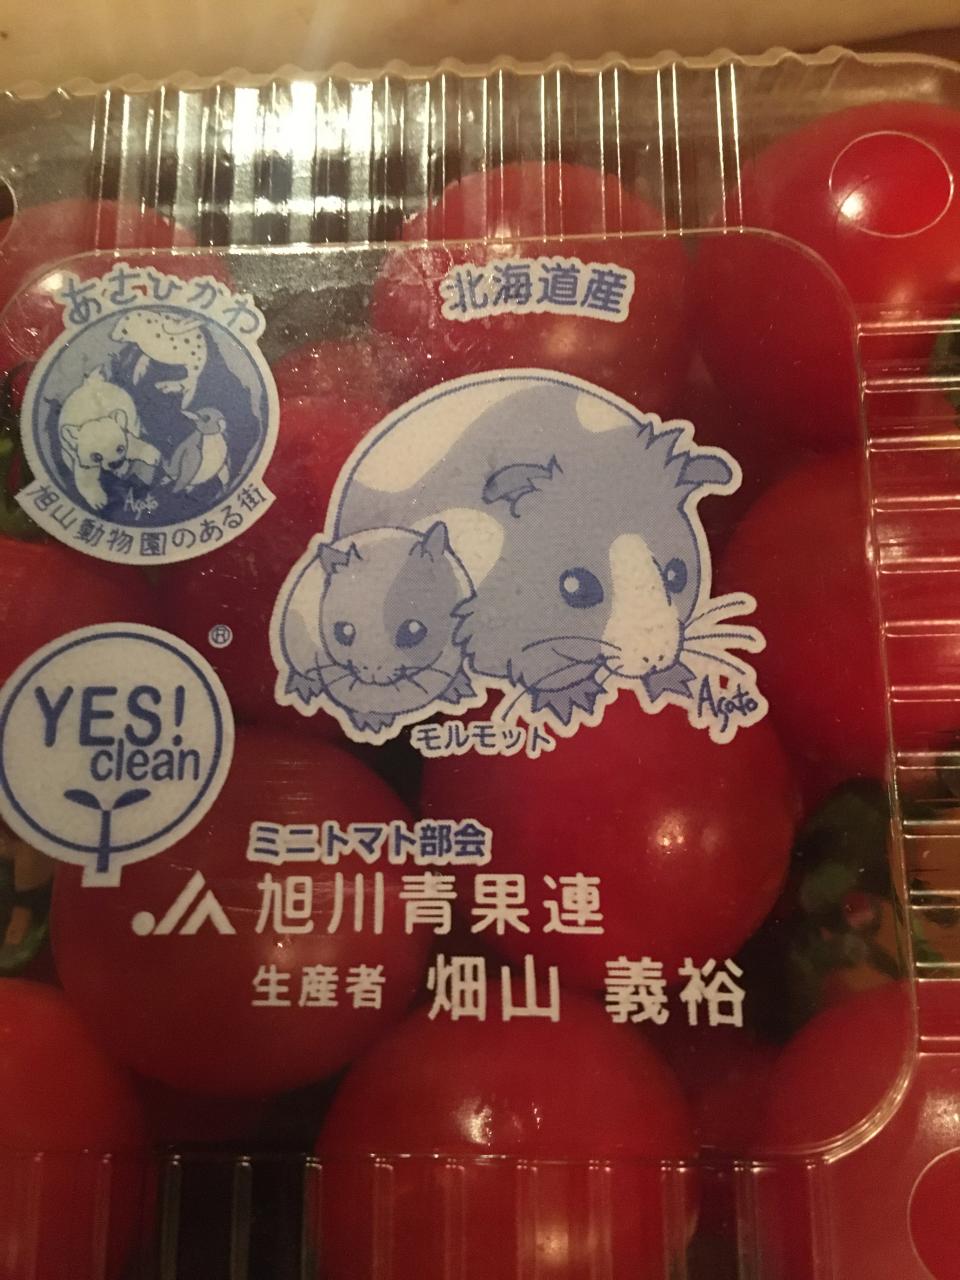 あさひかわ
北海道産
Agato
旭山動物園のある街
Agato
モルモット
®
YES!
clean
ミニトマト部会
JA 旭川青果連
生産者 畑山 義裕